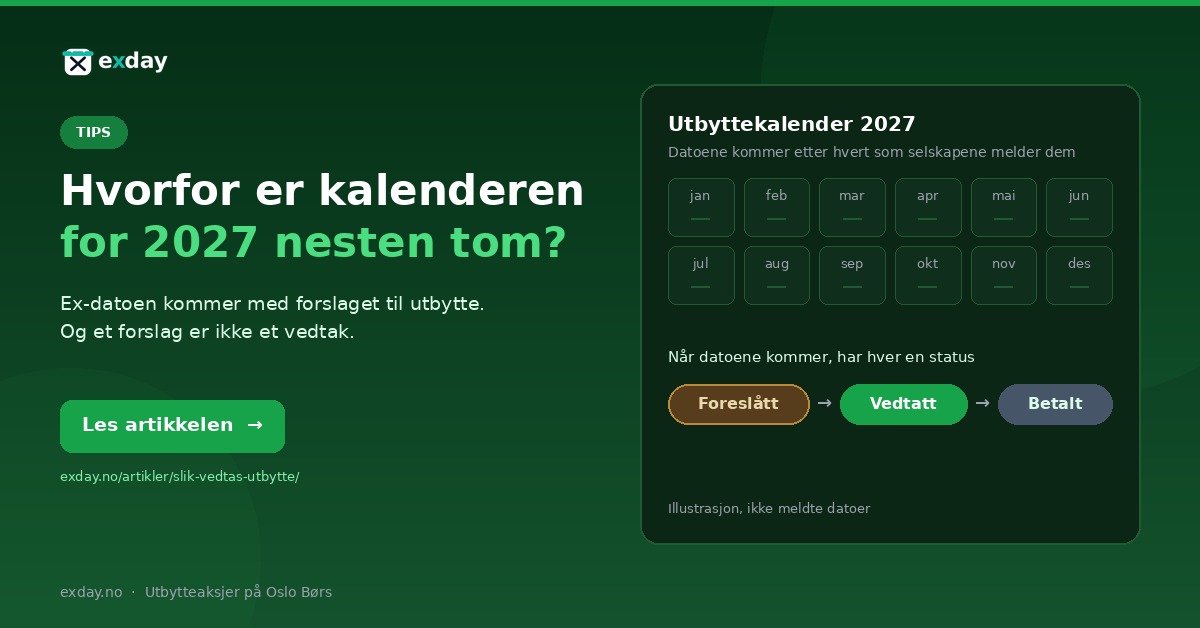 exday
TIPS
Hvorfor er kalenderen
for 2027 nesten tom?
Ex-datoen kommer med forslaget til utbytte.
Og et forslag er ikke et vedtak.
Les artikkelen →
exday.no/artikler/slik-vedtas-utbytte/
exday.no · Utbytteaksjer på Oslo Børs
Utbyttekalender 2027
Datoene kommer etter hvert som selskapene melder dem
jan feb mar apr mai jun
— — — — — —
jul aug sep okt nov des
— — — — — —
Når datoene kommer, har hver en status
Foreslått → Vedtatt → Betalt
Illustrasjon, ikke meldte datoer